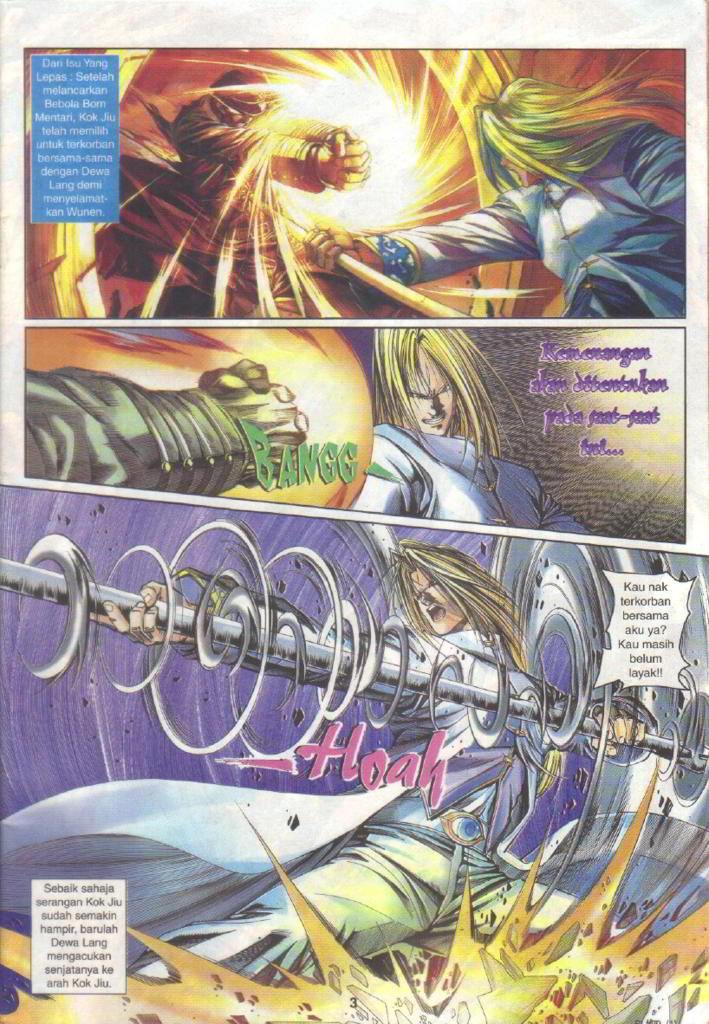 Dari Isu Yang
Lepas : Setelah
melancarkan
Bebola Bom
Mentari, Kok Jiu
telah memilih
untuk terkorban
bersama-sama
dengan Dewa
Lang demi
menyelamat-
kan Wunen.
Kemenangan
akan ditentukan
pada saat-saat
ini...
BANGG
Kau nak
terkorban
bersama
aku ya?
Kau masih
belum
layak!!
Hoah
Sebaik sahaja
serangan Kok Jiu
sudah semakin
hampir, barulah
Dewa Lang
mengacukan
senjatanya ke
arah Kok Jiu.
3